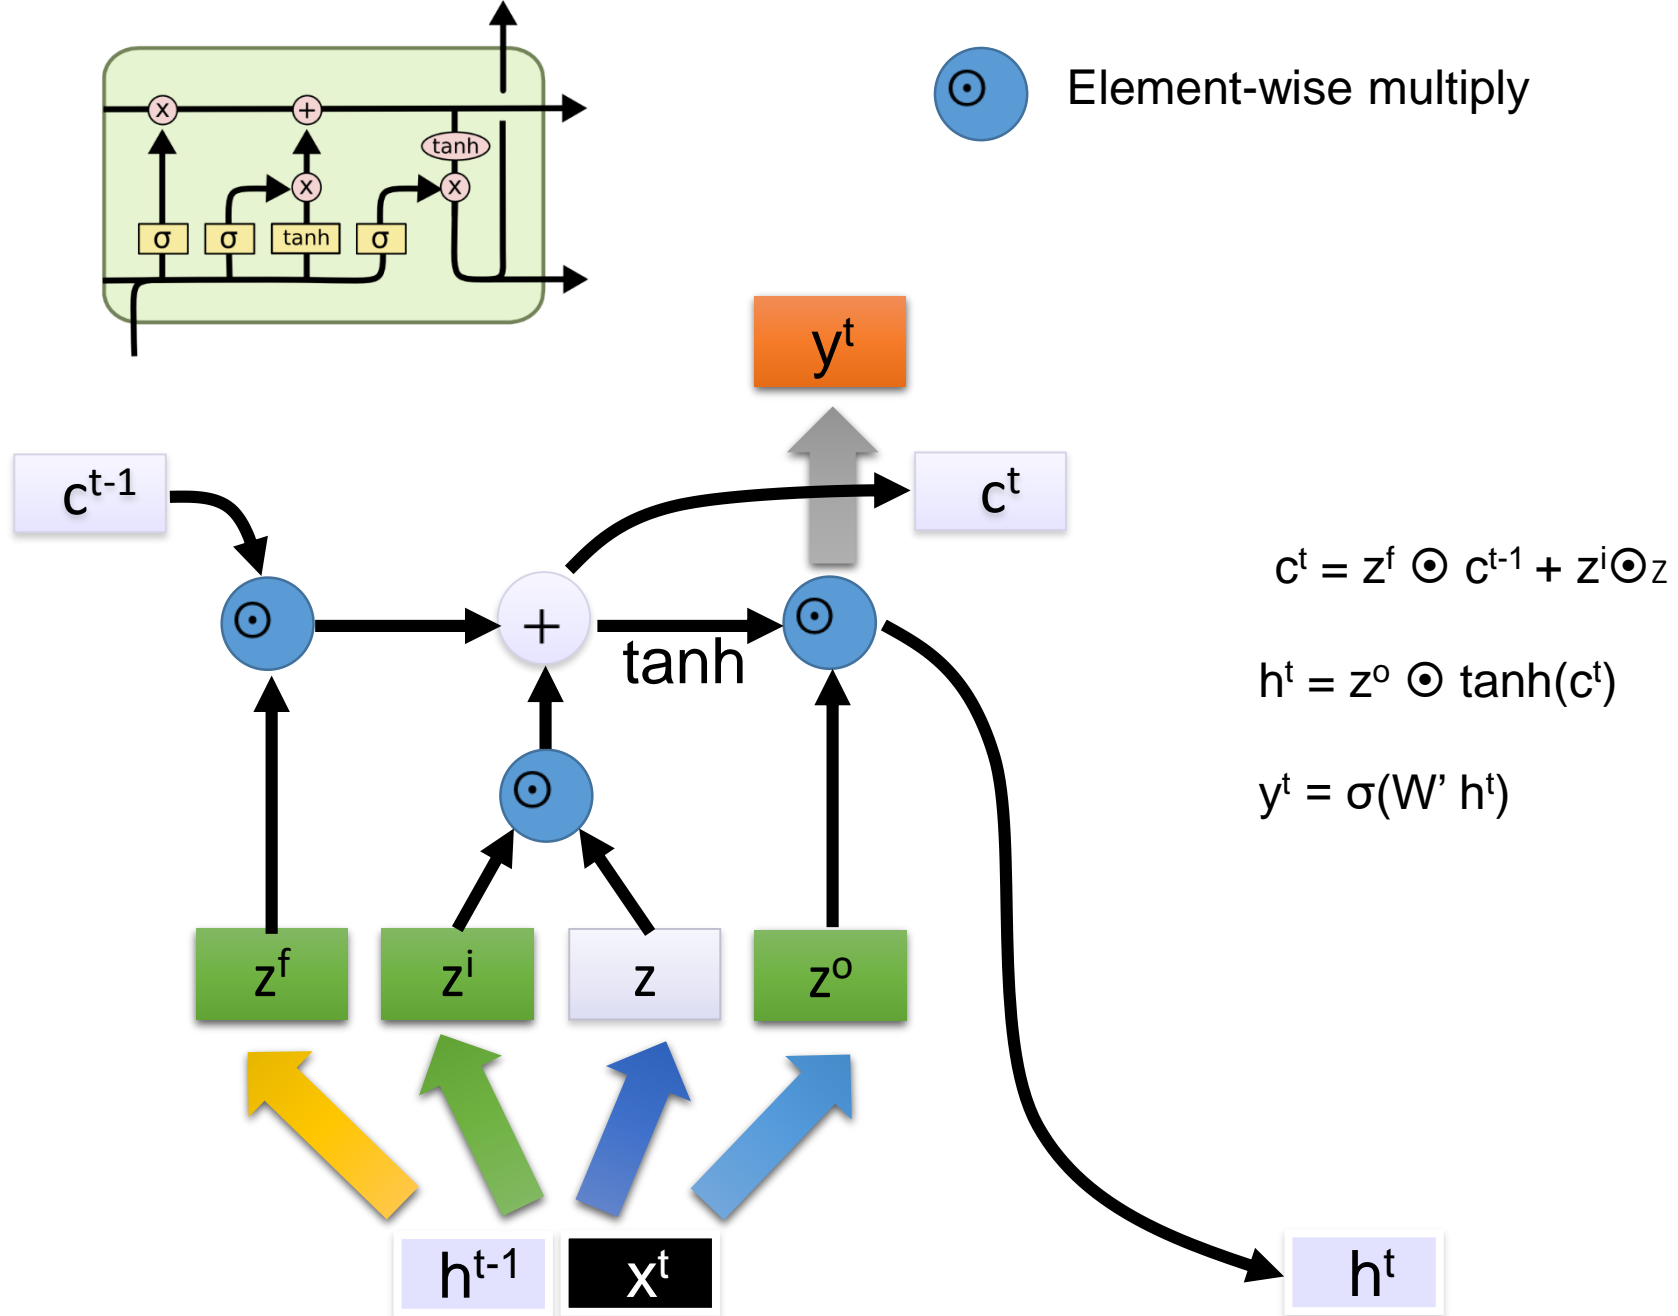 x
+
tanh
x
x
σ
σ
tanh
σ
⊙ Element-wise multiply
yᵗ
cᵗ⁻¹
cᵗ
⊙
+
⊙
tanh
⊙
cᵗ = zᶠ ⊙ cᵗ⁻¹ + zⁱ⊙z
hᵗ = zᵒ ⊙ tanh(cᵗ)
yᵗ = σ(W’ hᵗ)
zᶠ
zⁱ
z
zᵒ
hᵗ⁻¹
xᵗ
hᵗ